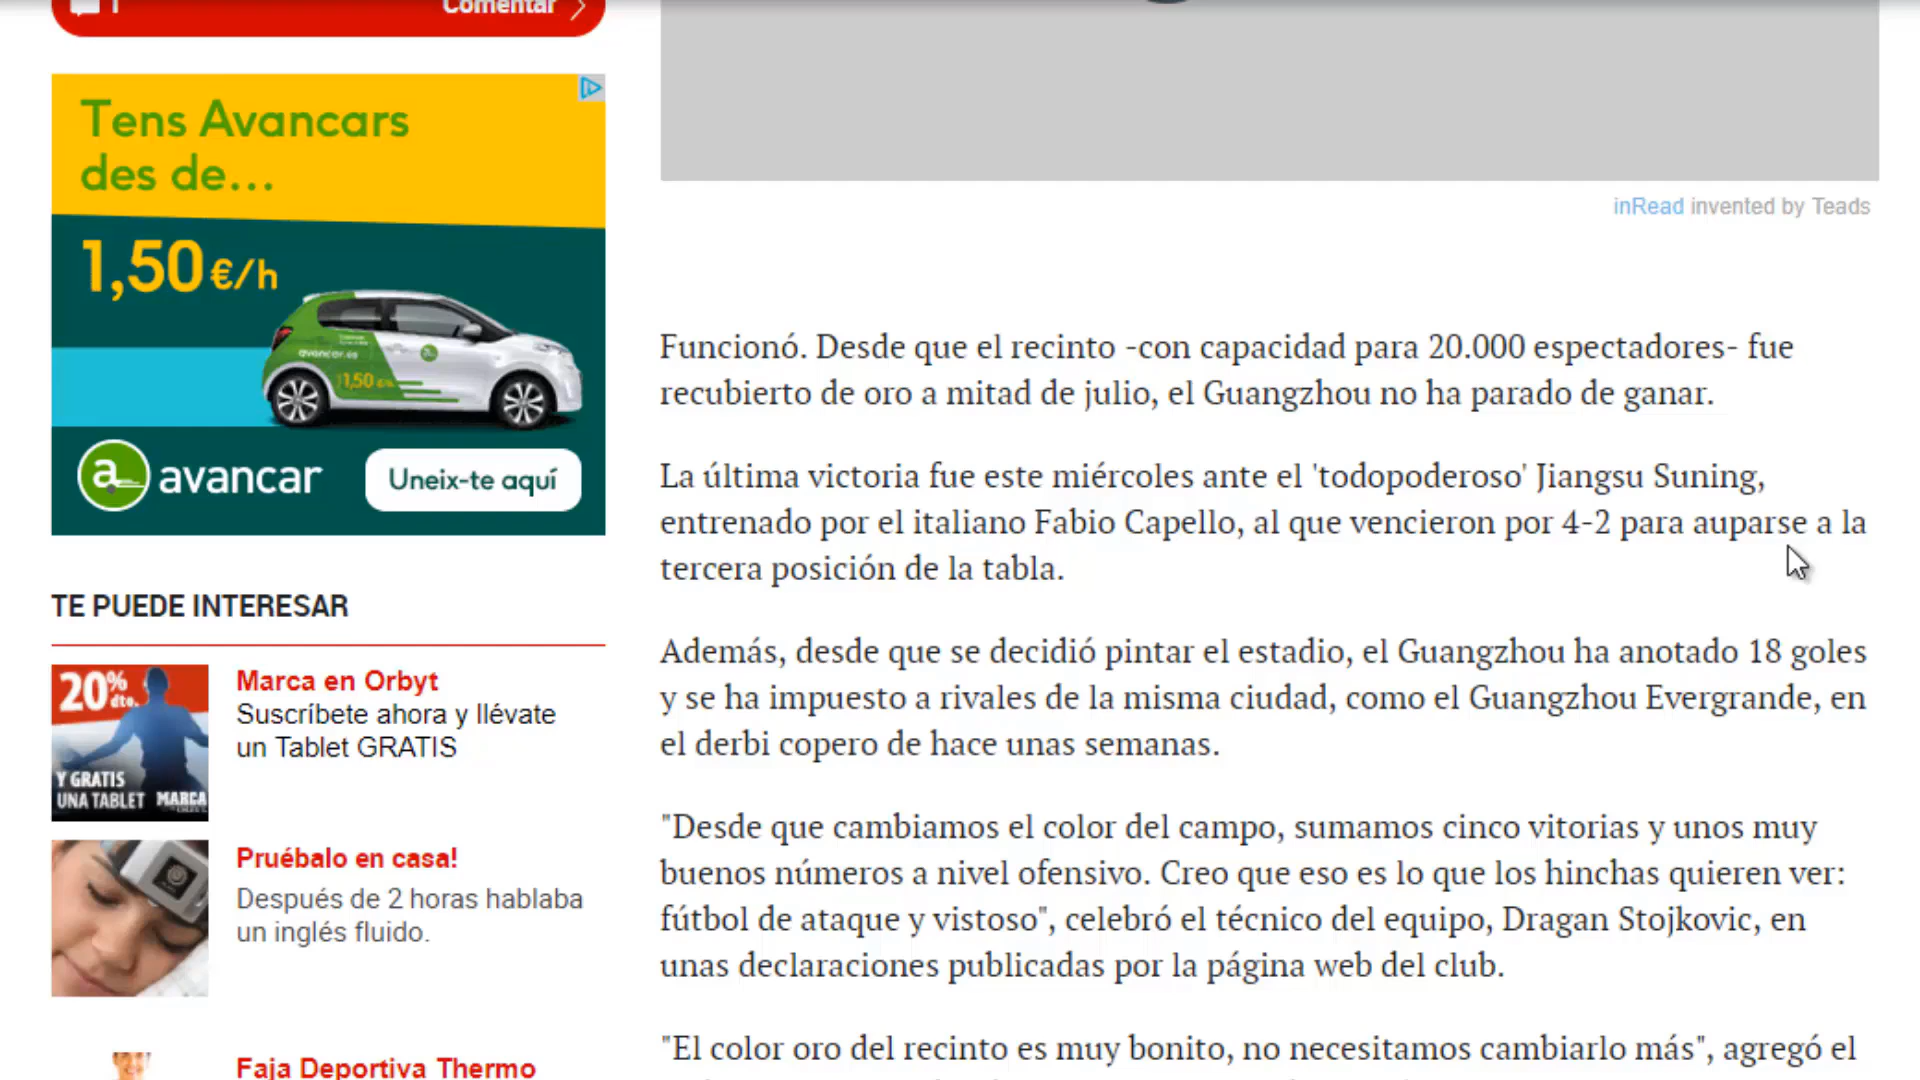 1
Comentar
Tens Avancars
des de...
1,50 €/h
avancar.es
1,50
avancar
Uneix-te aquí
TE PUEDE INTERESAR
20% dto.
Y GRATIS
UNA TABLET MARCA
Marca en Orbyt
Suscríbete ahora y llévate
un Tablet GRATIS
Pruébalo en casa!
Después de 2 horas hablaba
un inglés fluido.
Faja Deportiva Thermo
inRead invented by Teads
Funcionó. Desde que el recinto -con capacidad para 20.000 espectadores- fue
recubierto de oro a mitad de julio, el Guangzhou no ha parado de ganar.
La última victoria fue este miércoles ante el 'todopoderoso' Jiangsu Suning,
entrenado por el italiano Fabio Capello, al que vencieron por 4-2 para auparse a la
tercera posición de la tabla.
Además, desde que se decidió pintar el estadio, el Guangzhou ha anotado 18 goles
y se ha impuesto a rivales de la misma ciudad, como el Guangzhou Evergrande, en
el derbi copero de hace unas semanas.
"Desde que cambiamos el color del campo, sumamos cinco vitorias y unos muy
buenos números a nivel ofensivo. Creo que eso es lo que los hinchas quieren ver:
fútbol de ataque y vistoso", celebró el técnico del equipo, Dragan Stojkovic, en
unas declaraciones publicadas por la página web del club.
"El color oro del recinto es muy bonito, no necesitamos cambiarlo más", agregó el